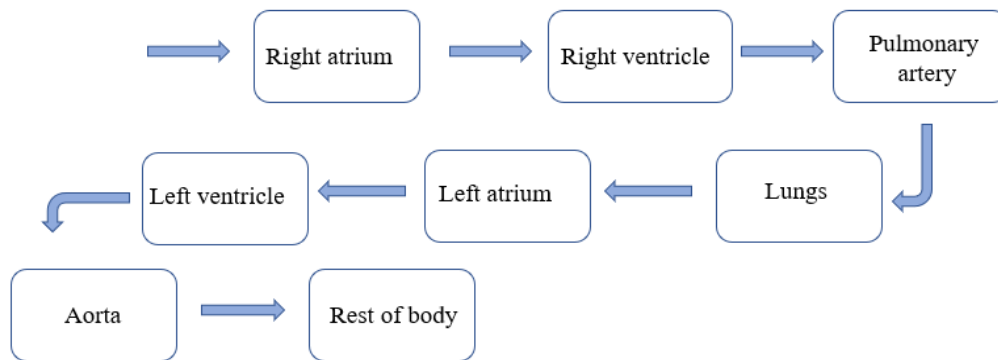 Right atrium
Right ventricle
Pulmonary
artery
Lungs
Left atrium
Left ventricle
Aorta
Rest of body